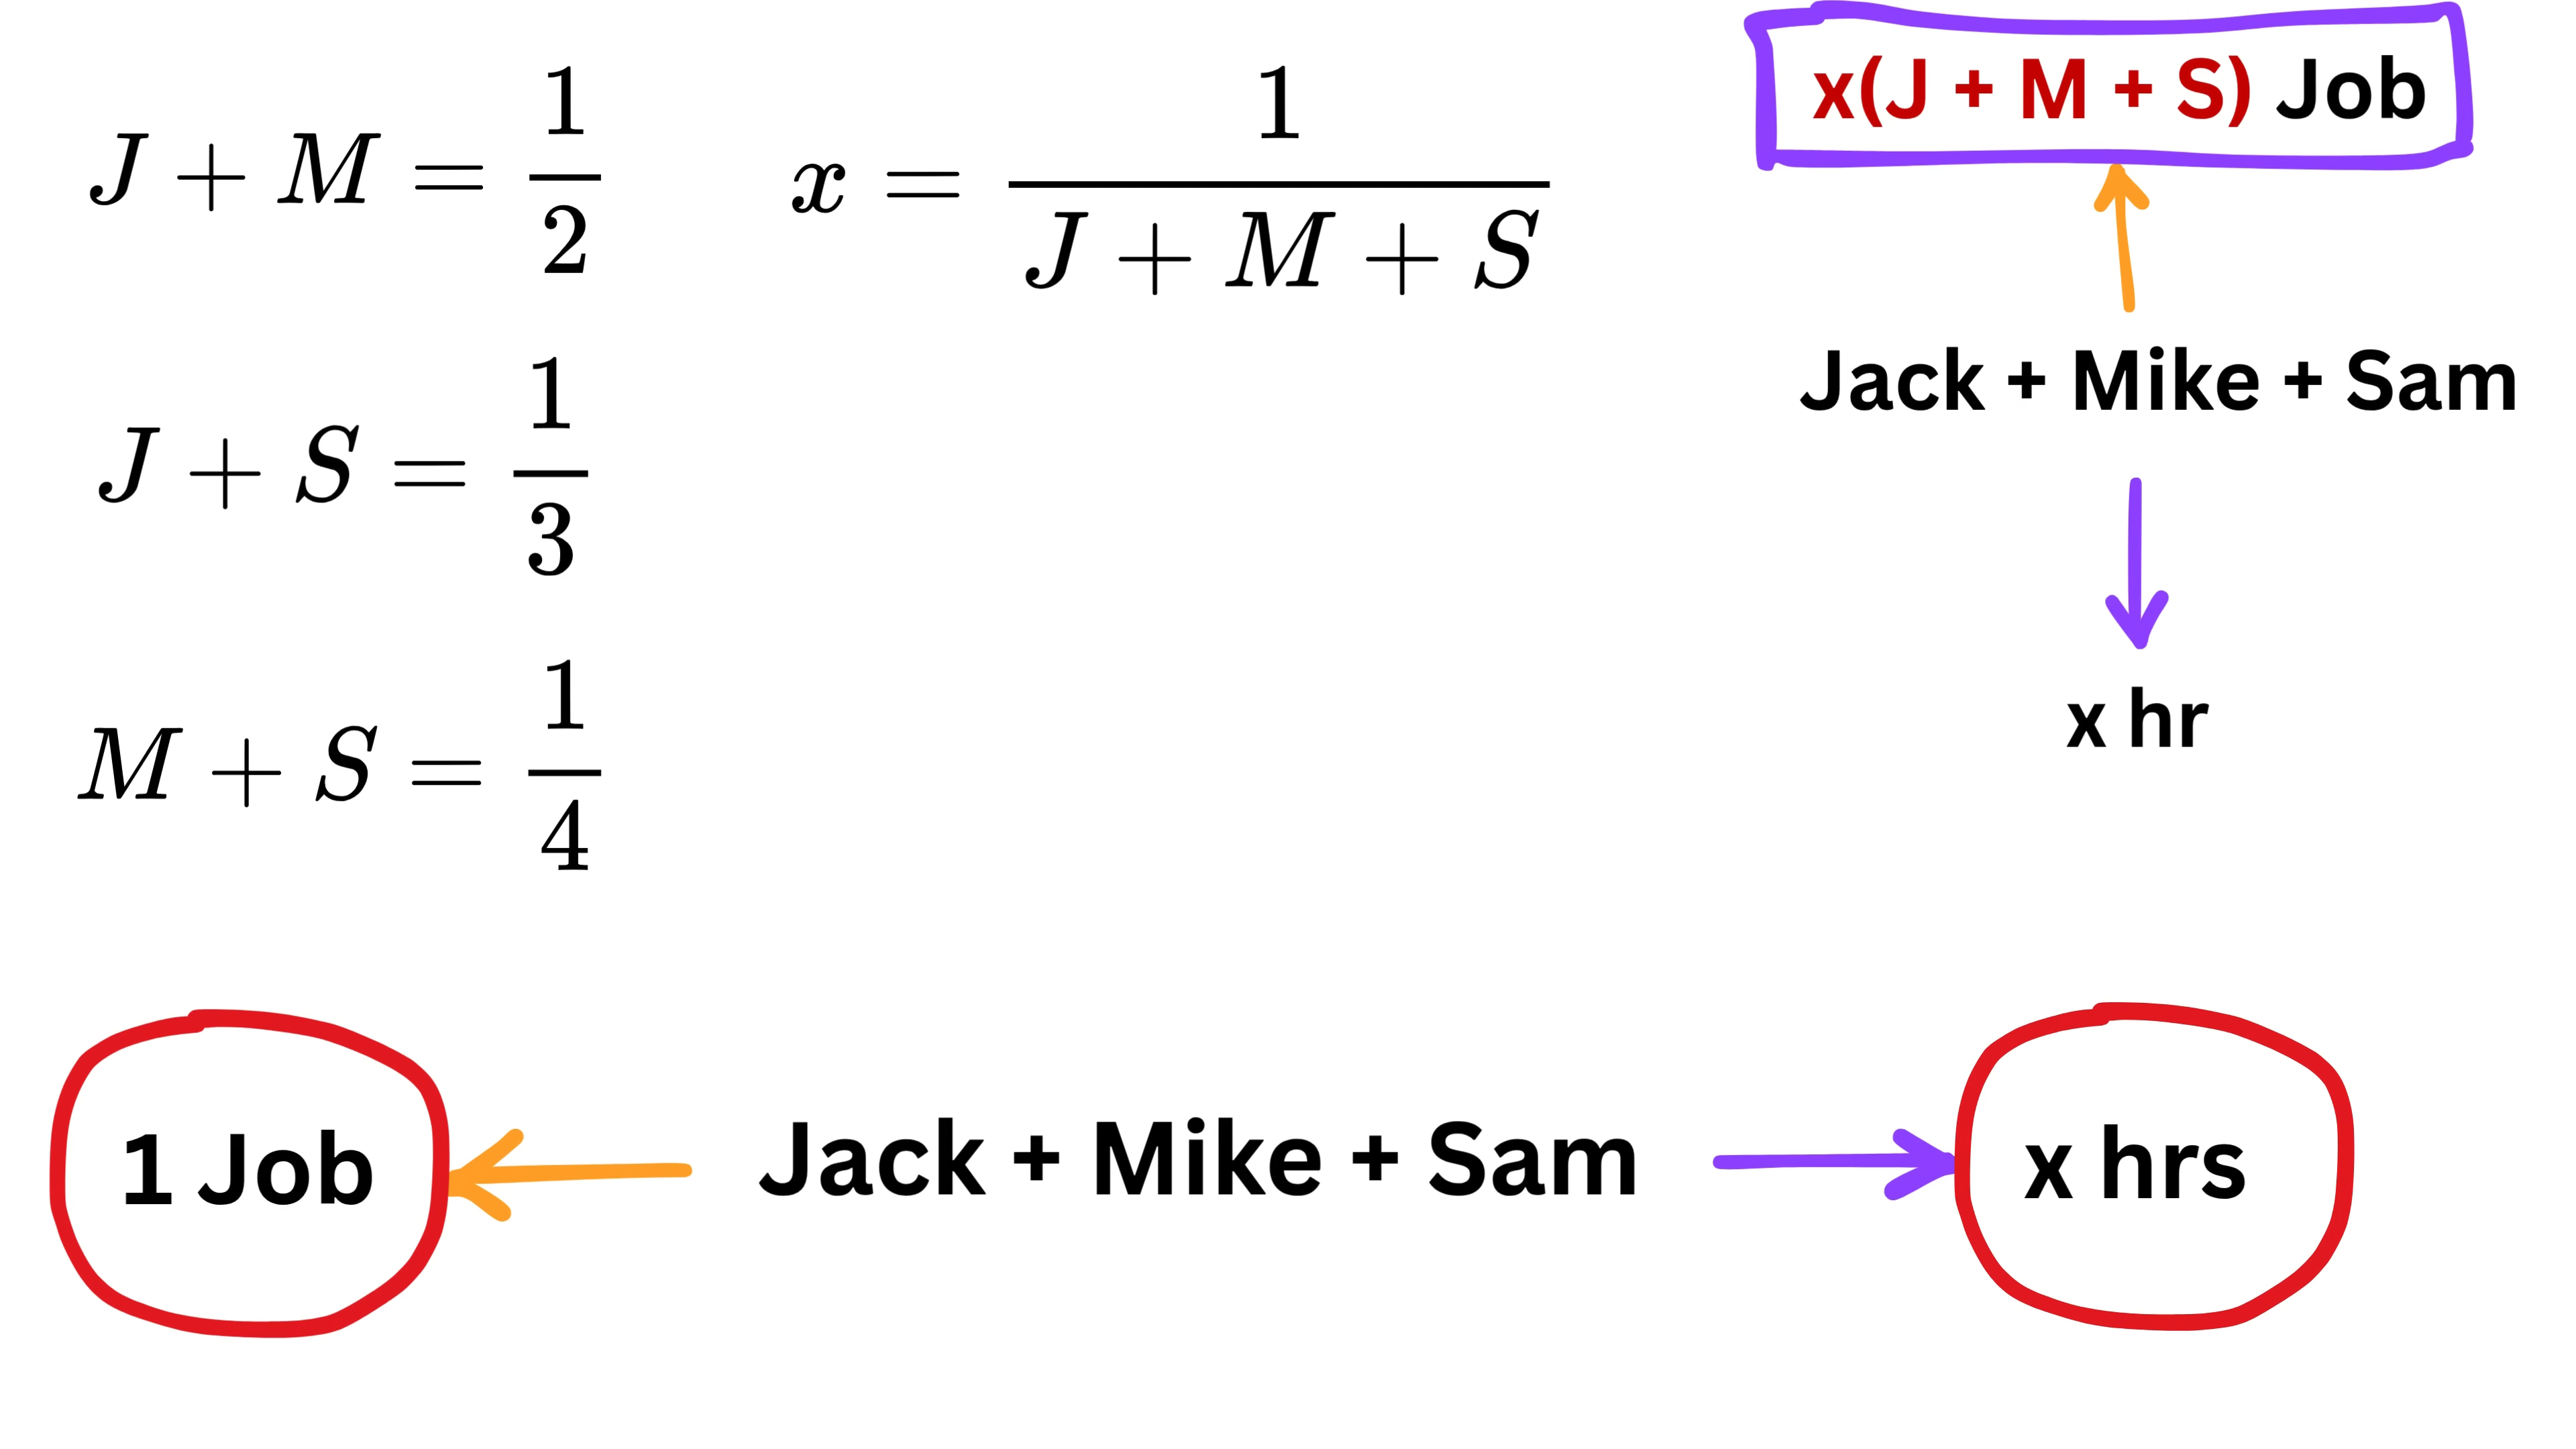 J + M = 1/2
x = 1/(J + M + S)
x(J + M + S) Job
J + S = 1/3
Jack + Mike + Sam
M + S = 1/4
x hr
1 Job
Jack + Mike + Sam
x hrs